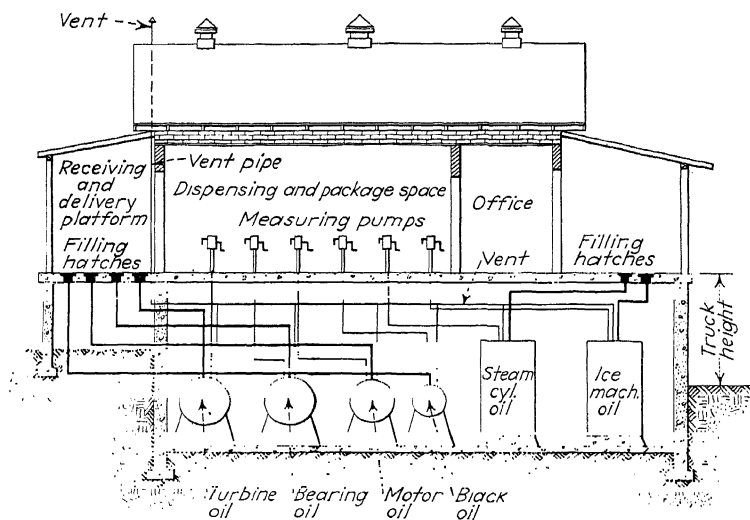 Vent
Receiving
and
delivery
platform
Filling
hatches
Vent pipe
Dispensing and package space
Measuring pumps
Office
Vent
Filling
hatches
Truck
height
Steam
cyl.
oil
Ice
mach.
oil
Turbine
oil
Bearing
oil
Motor
oil
Black
oil